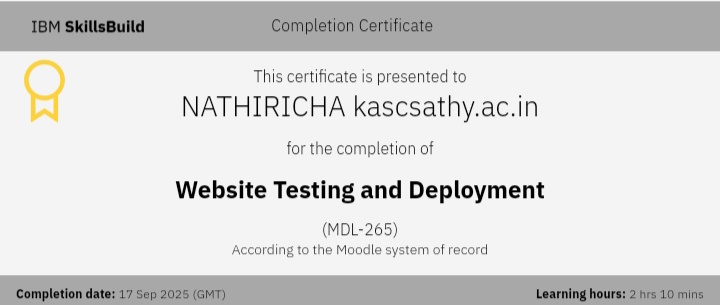 IBM SkillsBuild
Completion Certificate
This certificate is presented to
NATHIRICHA kascsathy.ac.in
for the completion of
Website Testing and Deployment
(MDL-265)
According to the Moodle system of record
Completion date: 17 Sep 2025 (GMT)
Learning hours: 2 hrs 10 mins